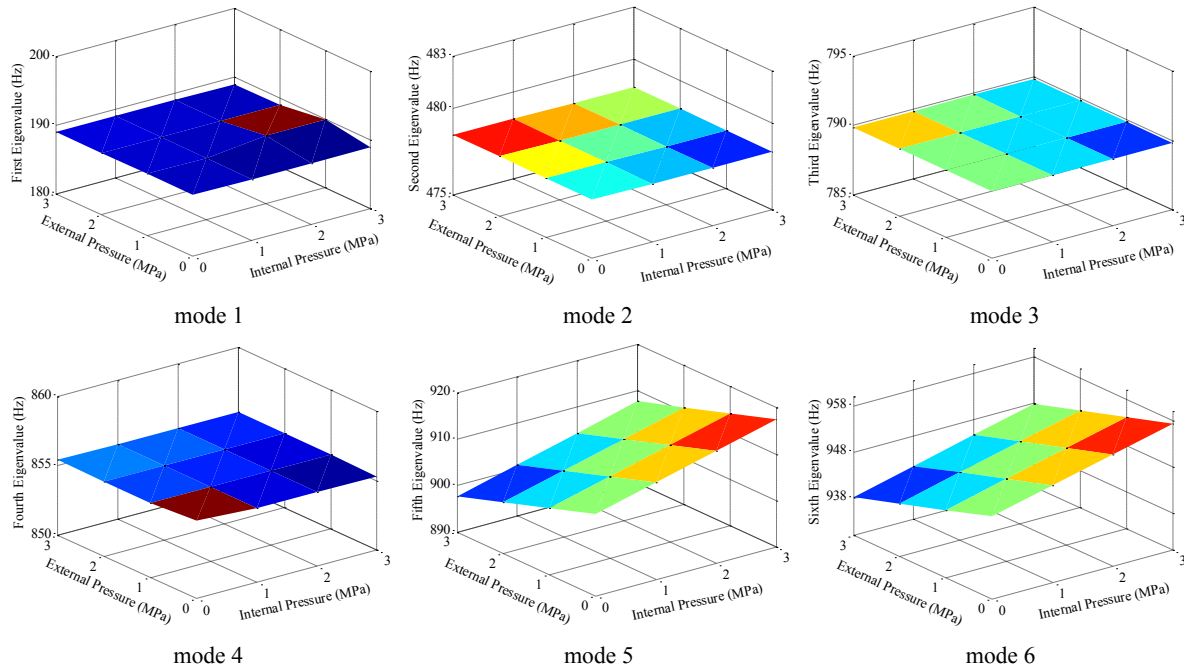 200
190
180
First Eigenvalue (Hz)
3
2
1
0
External Pressure (MPa)
0
1
2
3
Internal Pressure (MPa)
mode 1
483
480
475
Second Eigenvalue (Hz)
3
2
1
0
External Pressure (MPa)
0
1
2
3
Internal Pressure (MPa)
mode 2
795
790
785
Third Eigenvalue (Hz)
3
2
1
0
External Pressure (MPa)
0
1
2
3
Internal Pressure (MPa)
mode 3
860
855
850
Fourth Eigenvalue (Hz)
3
2
1
0
External Pressure (MPa)
0
1
2
3
Internal Pressure (MPa)
mode 4
920
910
900
890
Fifth Eigenvalue (Hz)
3
2
1
0
External Pressure (MPa)
0
1
2
3
Internal Pressure (MPa)
mode 5
958
948
938
Sixth Eigenvalue (Hz)
3
2
1
0
External Pressure (MPa)
0
1
2
3
Internal Pressure (MPa)
mode 6